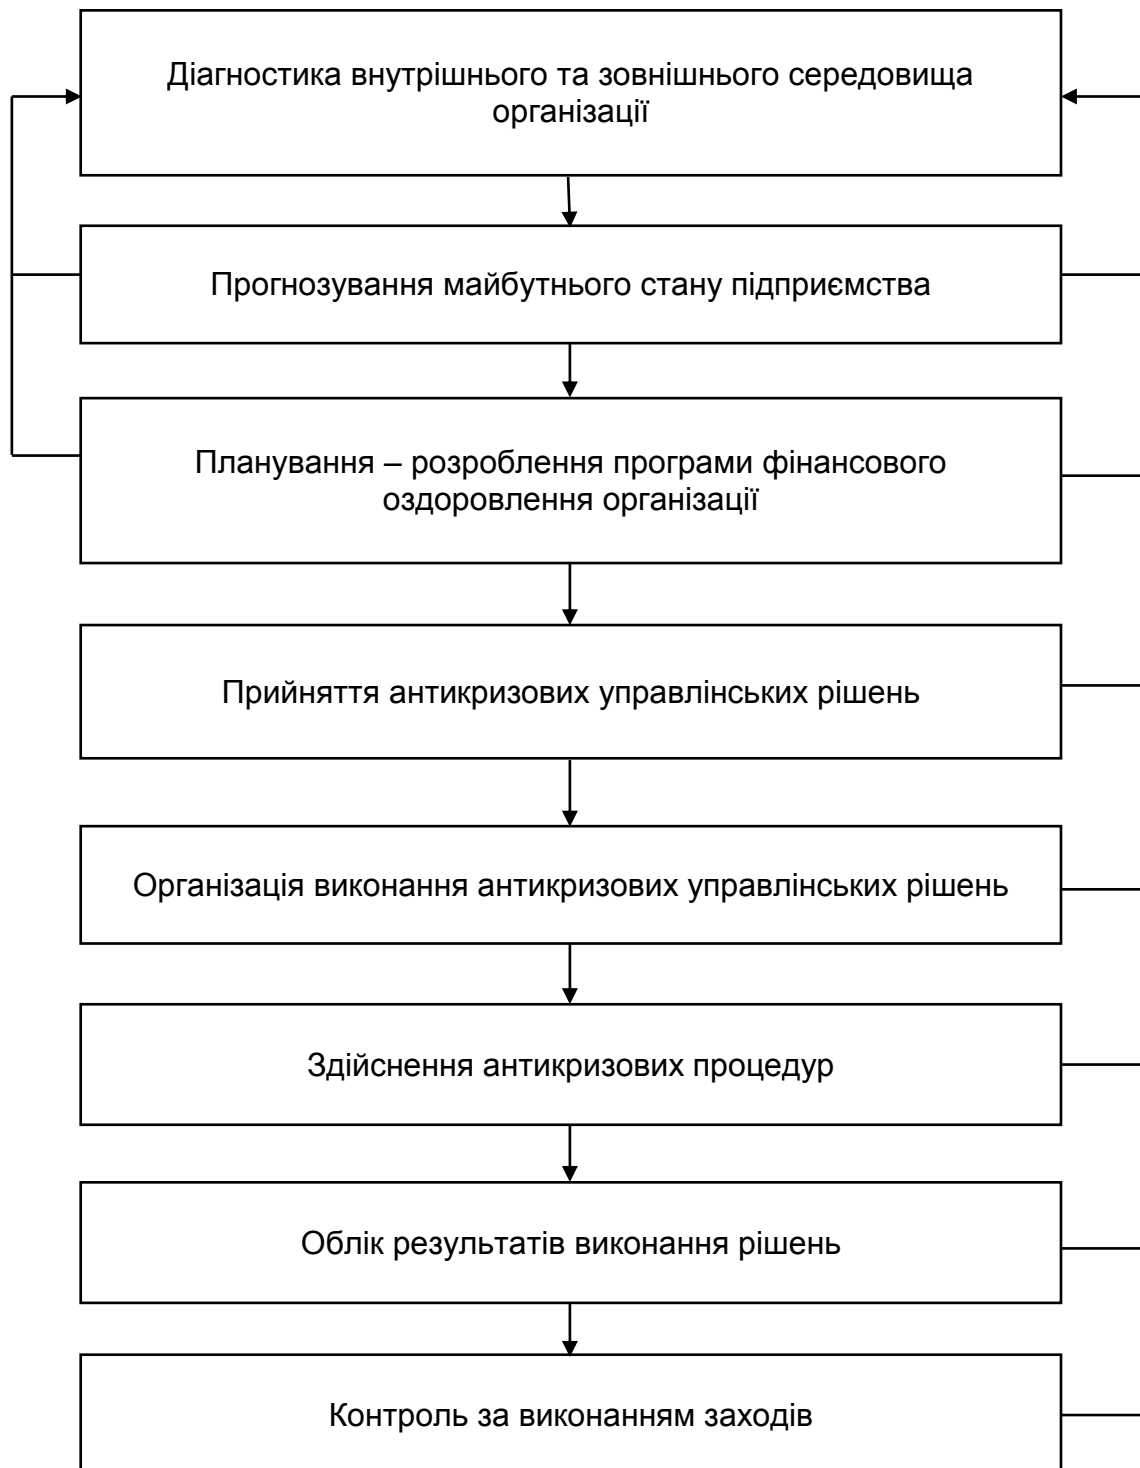 Діагностика внутрішнього та зовнішнього середовища
організації
Прогнозування майбутнього стану підприємства
Планування – розроблення програми фінансового
оздоровлення організації
Прийняття антикризових управлінських рішень
Організація виконання антикризових управлінських рішень
Здійснення антикризових процедур
Облік результатів виконання рішень
Контроль за виконанням заходів